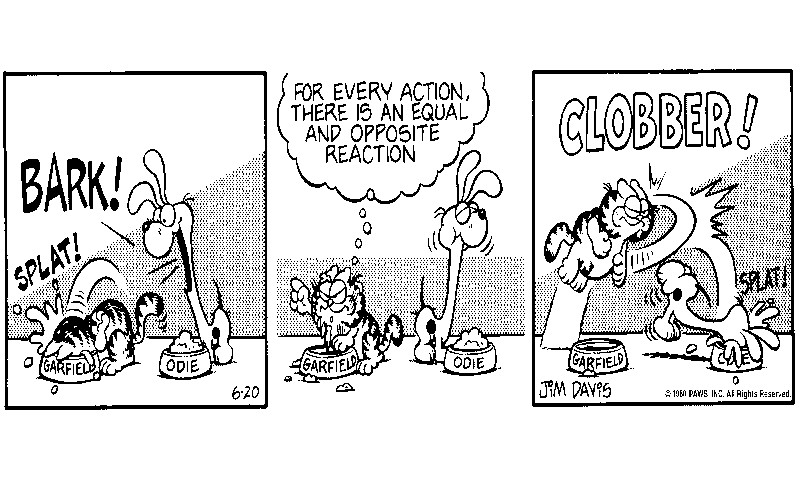 BARK!
SPLAT!
GARFIELD
ODIE
6-20
FOR EVERY ACTION,
THERE IS AN EQUAL
AND OPPOSITE
REACTION
GARFIELD
ODIE
CLOBBER!
SPLAT!
GARFIELD
JIM DAVIS
© 1980 PAWS, INC. All Rights Reserved.